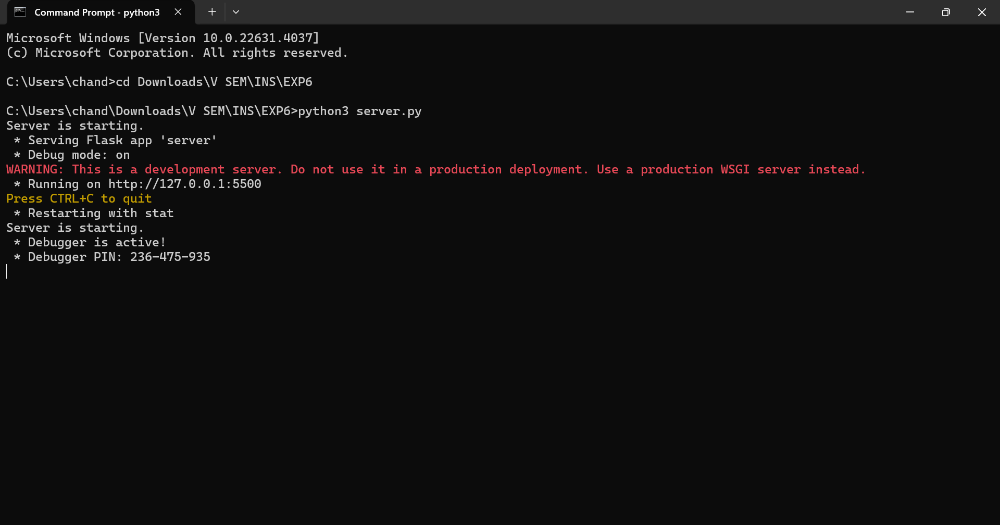 Command Prompt - python3
Microsoft Windows [Version 10.0.22631.4037]
(c) Microsoft Corporation. All rights reserved.
C:\Users\chand>cd Downloads\V SEM\INS\EXP6
C:\Users\chand\Downloads\V SEM\INS\EXP6>python3 server.py
Server is starting.
 * Serving Flask app 'server'
 * Debug mode: on
WARNING: This is a development server. Do not use it in a production deployment. Use a production WSGI server instead.
 * Running on http://127.0.0.1:5500
Press CTRL+C to quit
 * Restarting with stat
Server is starting.
 * Debugger is active!
 * Debugger PIN: 236-475-935